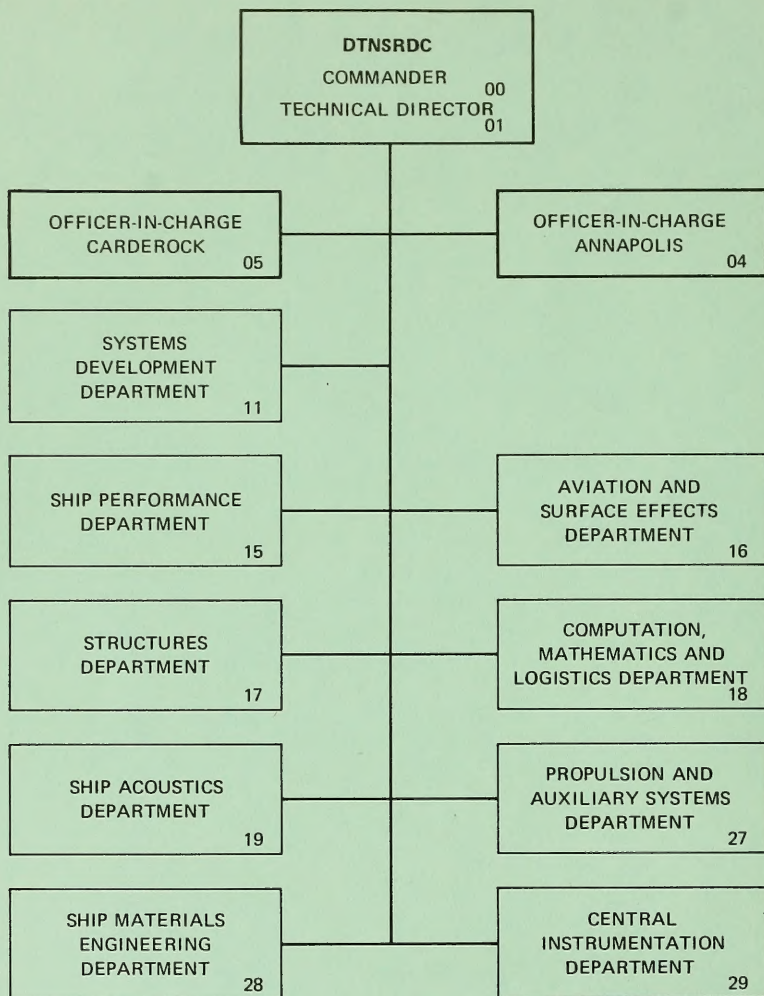 DTNSRDC
COMMANDER 00
TECHNICAL DIRECTOR 01
OFFICER-IN-CHARGE
CARDEROCK
05
OFFICER-IN-CHARGE
ANNAPOLIS
04
SYSTEMS
DEVELOPMENT
DEPARTMENT
11
SHIP PERFORMANCE
DEPARTMENT
15
AVIATION AND
SURFACE EFFECTS
DEPARTMENT
16
STRUCTURES
DEPARTMENT
17
COMPUTATION,
MATHEMATICS AND
LOGISTICS DEPARTMENT
18
SHIP ACOUSTICS
DEPARTMENT
19
PROPULSION AND
AUXILIARY SYSTEMS
DEPARTMENT
27
SHIP MATERIALS
ENGINEERING
DEPARTMENT
28
CENTRAL
INSTRUMENTATION
DEPARTMENT
29